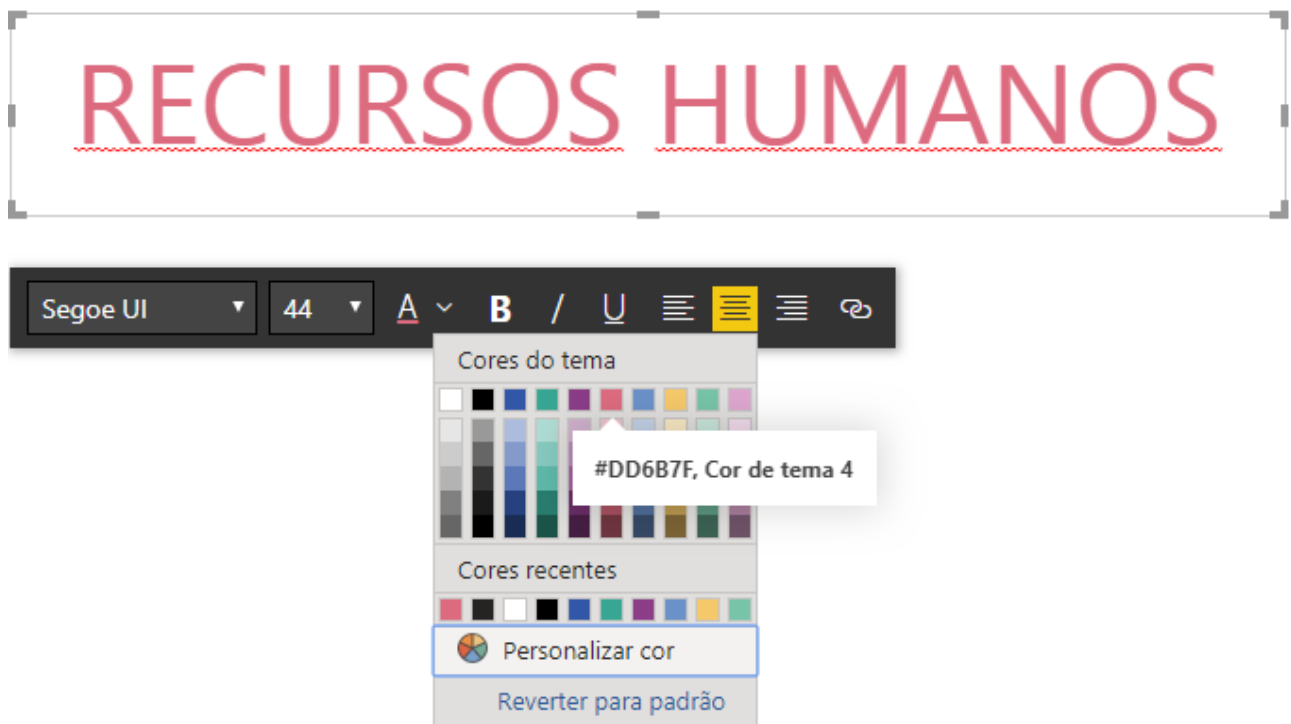 RECURSOS HUMANOS
Segoe UI 44 A B I U
Cores do tema
#DD6B7F, Cor de tema 4
Cores recentes
Personalizar cor
Reverter para padrão